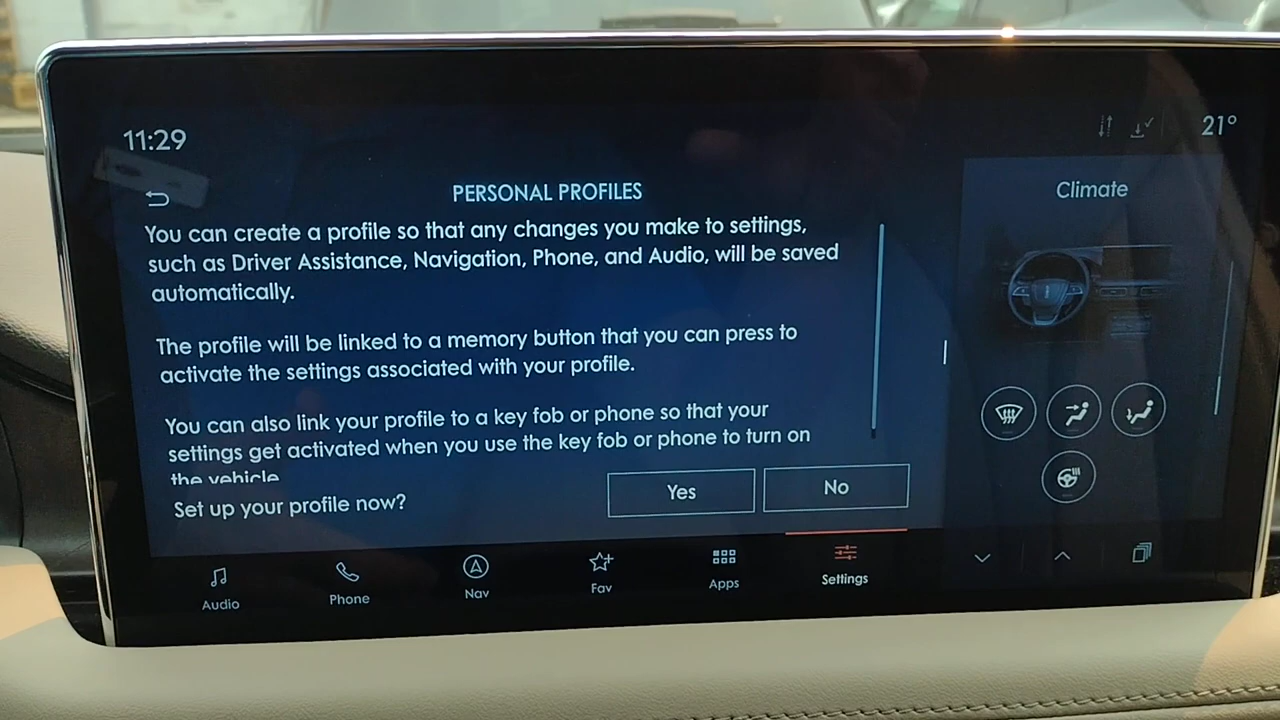 11:29
21°
PERSONAL PROFILES
You can create a profile so that any changes you make to settings,
such as Driver Assistance, Navigation, Phone, and Audio, will be saved
automatically.
The profile will be linked to a memory button that you can press to
activate the settings associated with your profile.
You can also link your profile to a key fob or phone so that your
settings get activated when you use the key fob or phone to turn on
the vehicle
Set up your profile now?
Yes
No
Climate
Audio
Phone
Nav
Fav
Apps
Settings